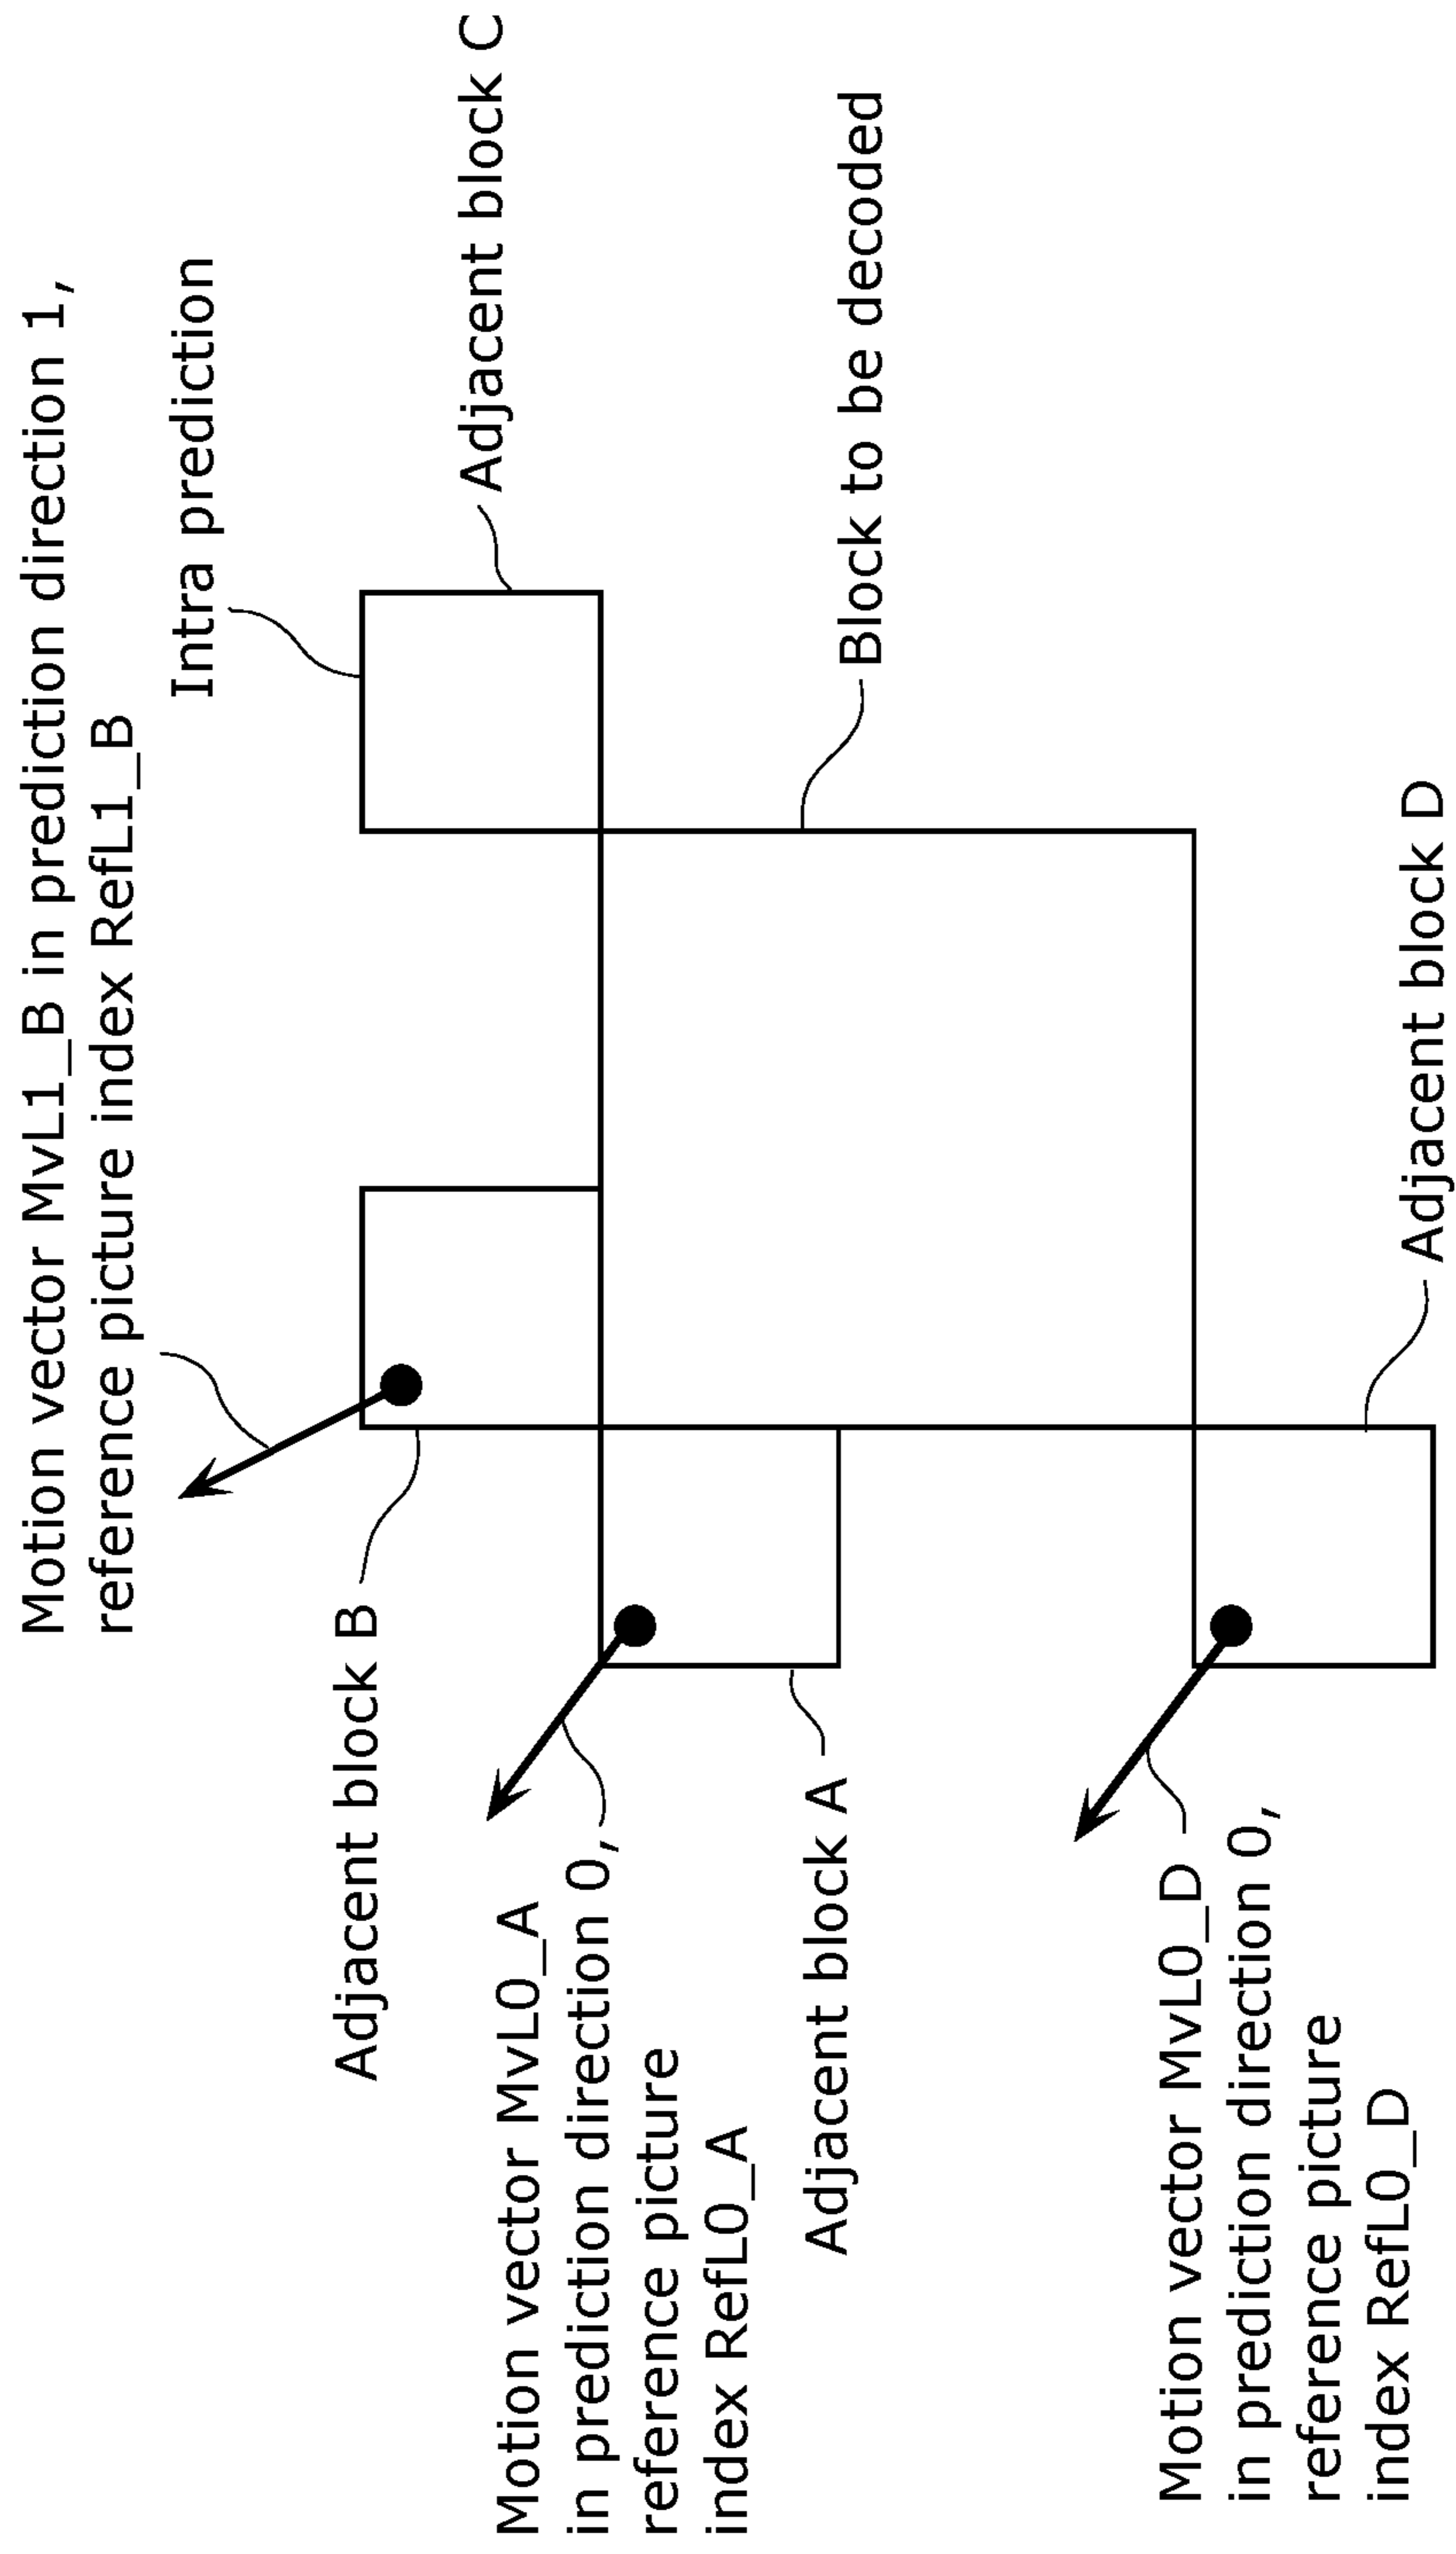 Motion vector MvL1_B in prediction direction 1,
reference picture index RefL1_B
Intra prediction
Adjacent block B
Adjacent block C
Motion vector MvL0_A
in prediction direction 0,
reference picture
index RefL0_A
Adjacent block A
Block to be decoded
Motion vector MvL0_D
in prediction direction 0,
reference picture
index RefL0_D
Adjacent block D